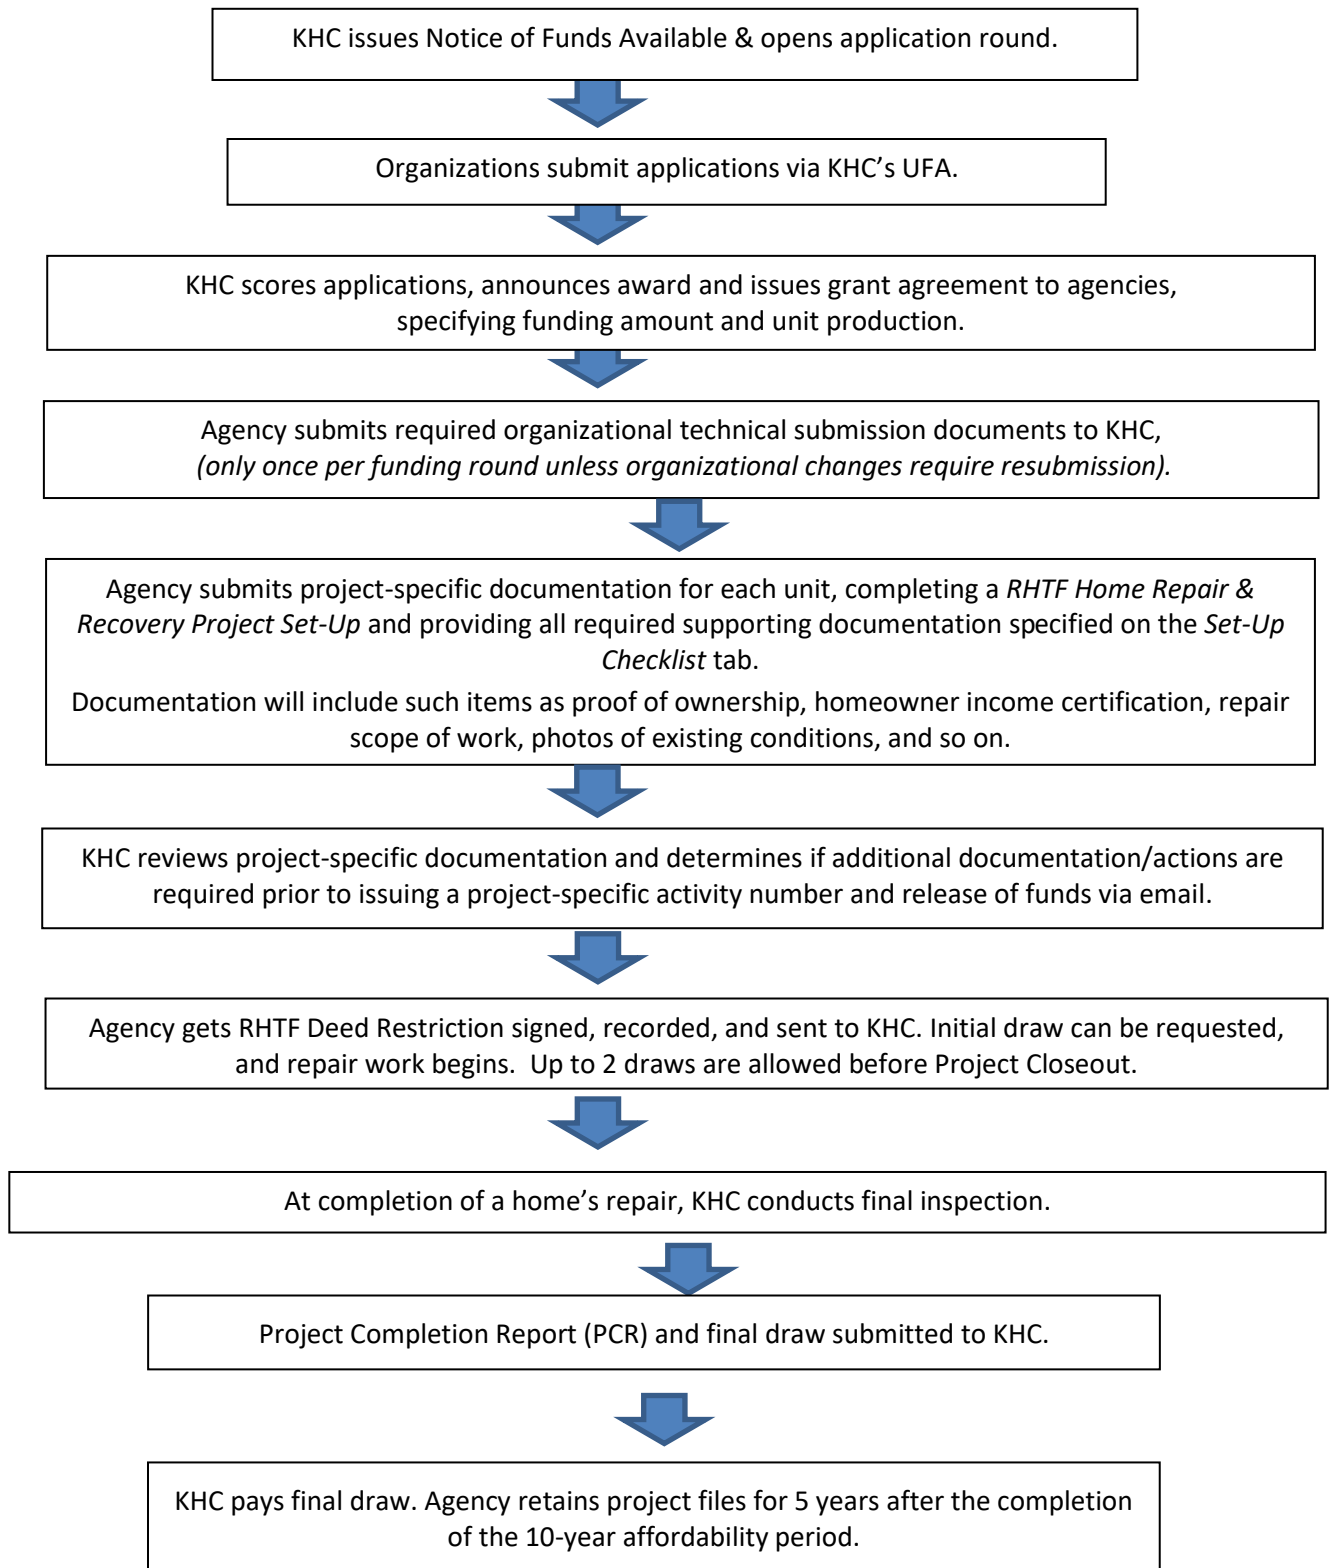 KHC issues Notice of Funds Available & opens application round.
Organizations submit applications via KHC's UFA.
KHC scores applications, announces award and issues grant agreement to agencies,
specifying funding amount and unit production.
Agency submits required organizational technical submission documents to KHC,
(only once per funding round unless organizational changes require resubmission).
Agency submits project-specific documentation for each unit, completing a RHTF Home Repair &
Recovery Project Set-Up and providing all required supporting documentation specified on the Set-Up
Checklist tab.
Documentation will include such items as proof of ownership, homeowner income certification, repair
scope of work, photos of existing conditions, and so on.
KHC reviews project-specific documentation and determines if additional documentation/actions are
required prior to issuing a project-specific activity number and release of funds via email.
Agency gets RHTF Deed Restriction signed, recorded, and sent to KHC. Initial draw can be requested,
and repair work begins.  Up to 2 draws are allowed before Project Closeout.
At completion of a home's repair, KHC conducts final inspection.
Project Completion Report (PCR) and final draw submitted to KHC.
KHC pays final draw. Agency retains project files for 5 years after the completion
of the 10-year affordability period.